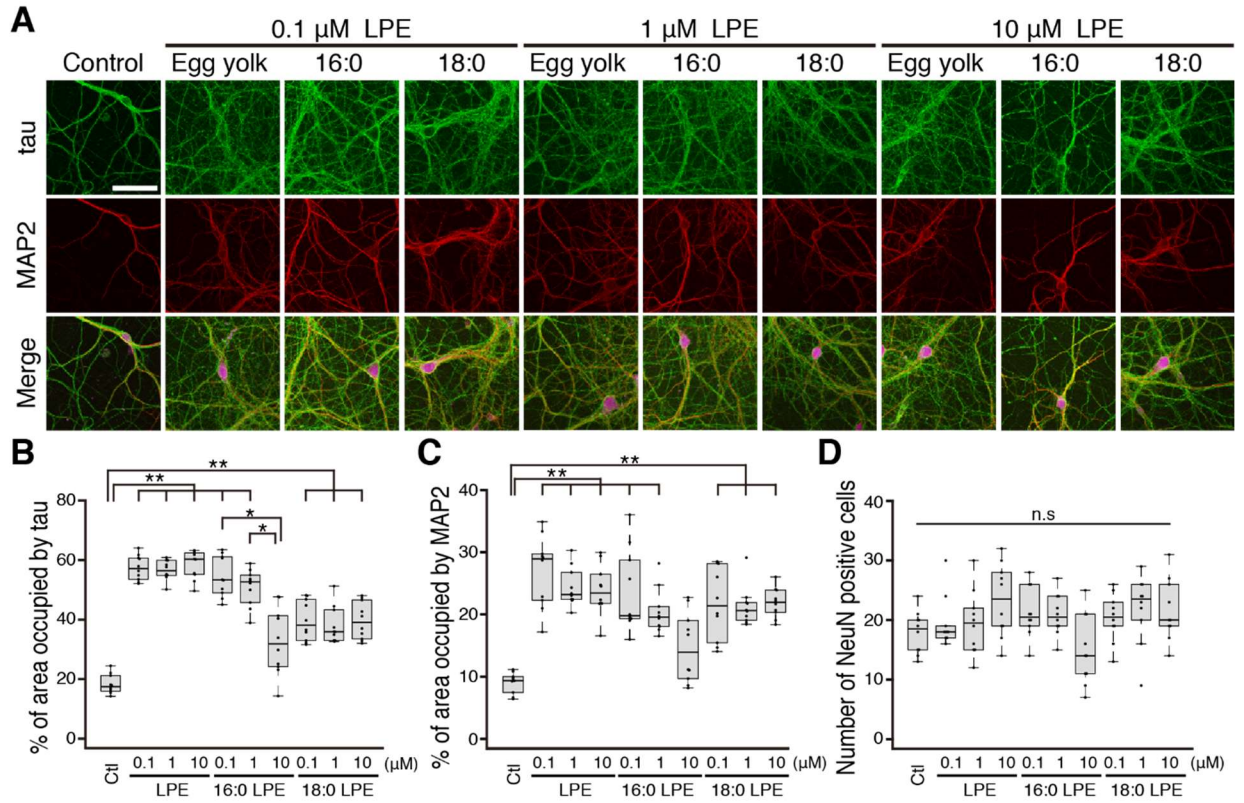 A
0.1 µM LPE 1 µM LPE 10 µM LPE
Control Egg yolk 16:0 18:0 Egg yolk 16:0 18:0 Egg yolk 16:0 18:0
tau
MAP2
Merge
B
% of area occupied by tau
80
60
40
20
0
**
**
*
*
Ctl 0.1 1 10 0.1 1 10 0.1 1 10 (µM)
LPE 16:0 LPE 18:0 LPE
C
% of area occupied by MAP2
40
30
20
10
0
**
**
Ctl 0.1 1 10 0.1 1 10 0.1 1 10 (µM)
LPE 16:0 LPE 18:0 LPE
D
Number of NeuN positive cells
40
30
20
10
0
n.s
Ctl 0.1 1 10 0.1 1 10 0.1 1 10 (µM)
LPE 16:0 LPE 18:0 LPE